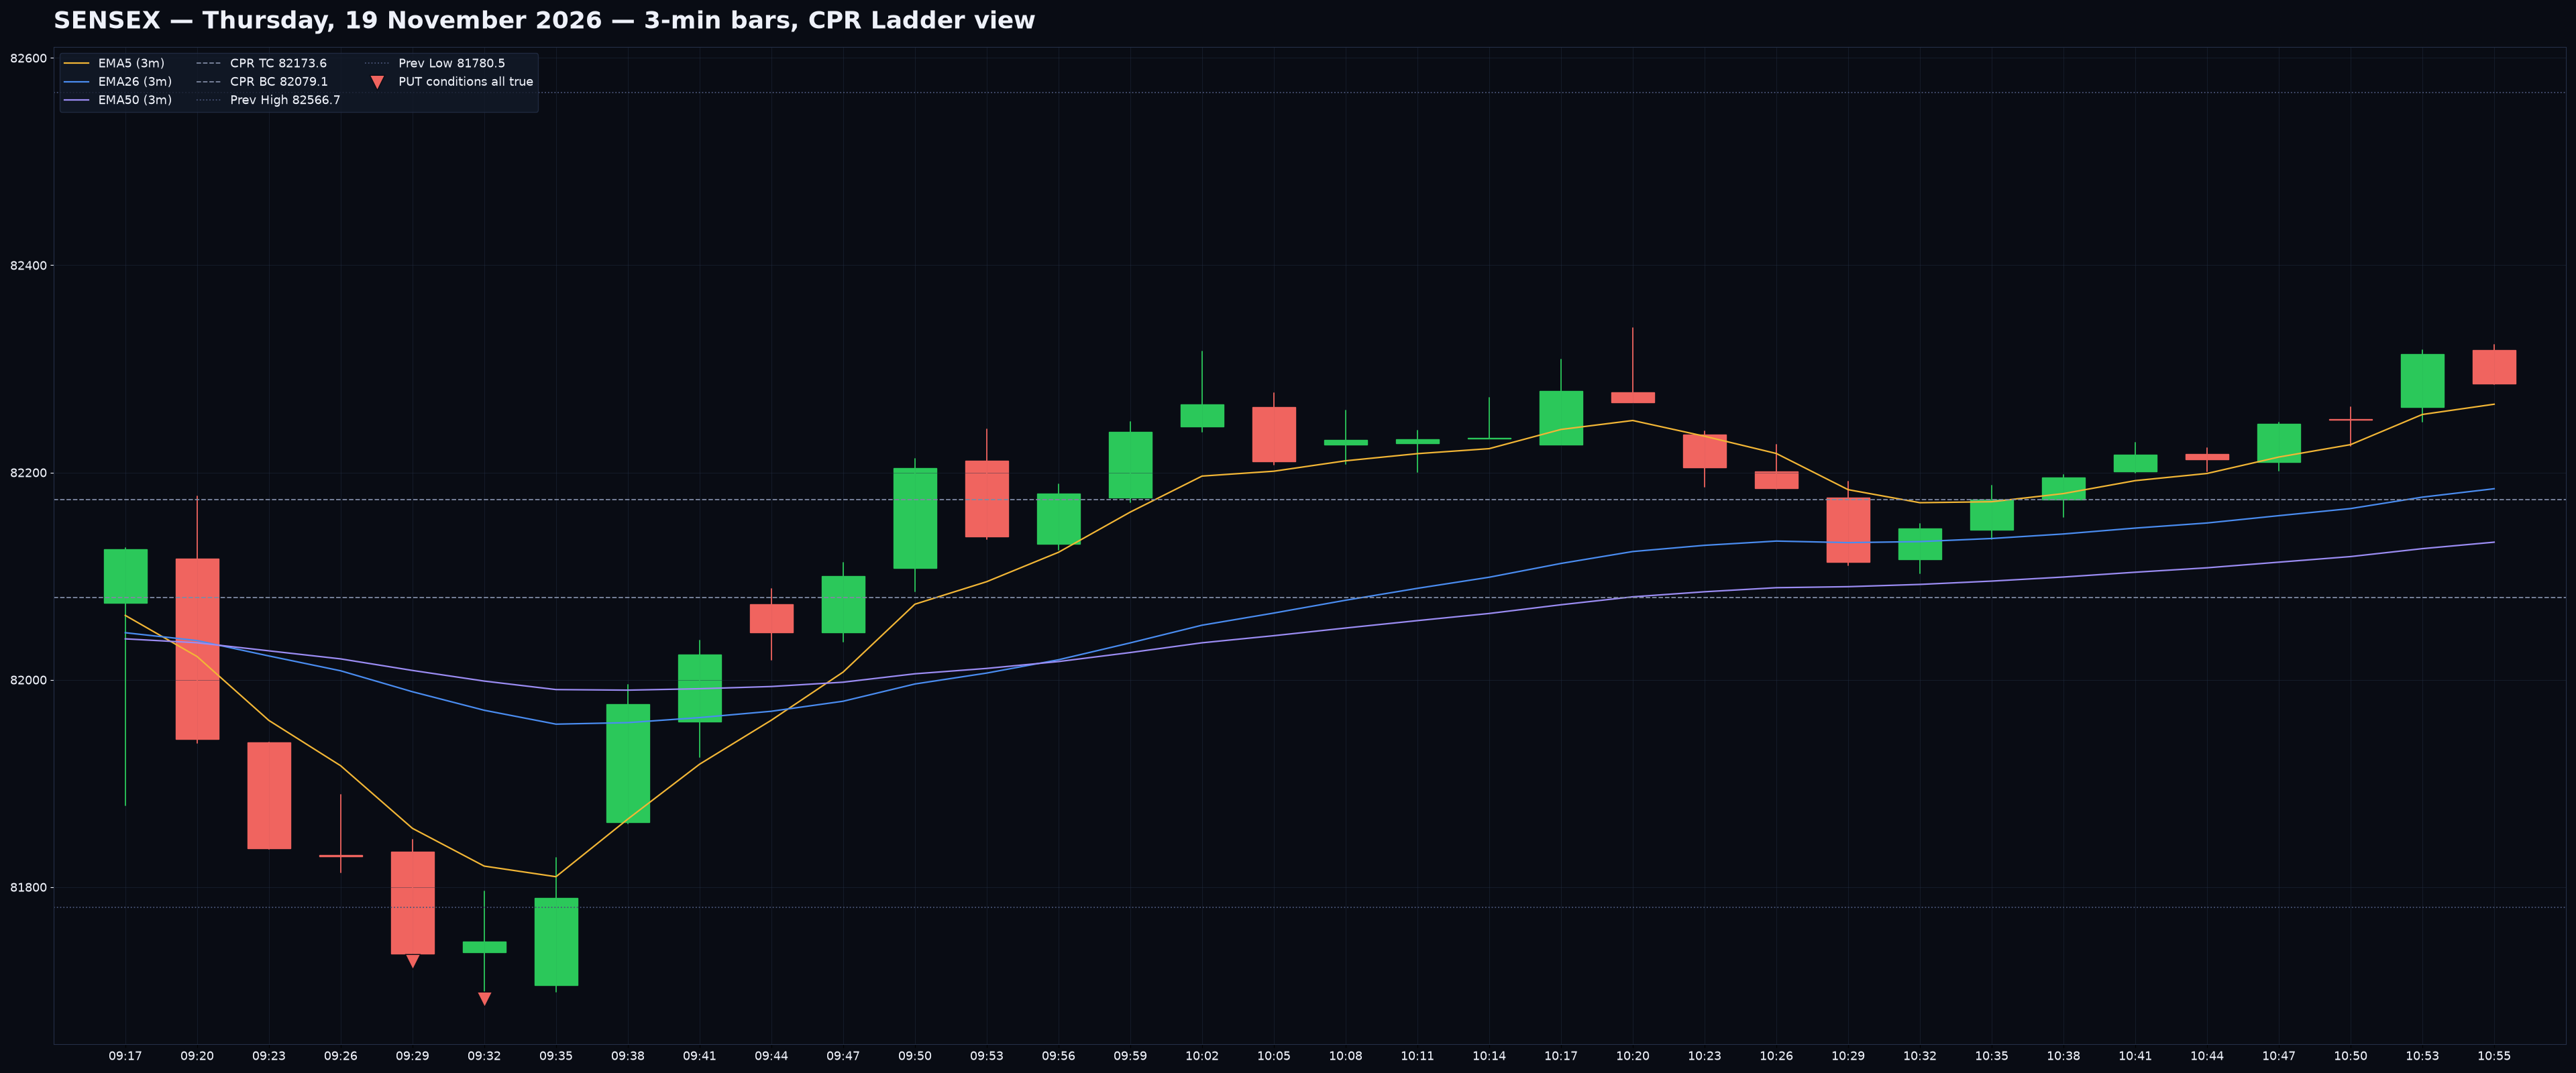 SENSEX — Thursday, 19 November 2026 — 3-min bars, CPR Ladder view
EMA5 (3m) CPR TC 82173.6 Prev Low 81780.5
EMA26 (3m) CPR BC 82079.1 PUT conditions all true
EMA50 (3m) Prev High 82566.7
82600
82400
82200
82000
81800
09:17 09:20 09:23 09:26 09:29 09:32 09:35 09:38 09:41 09:44 09:47 09:50 09:53 09:56 09:59 10:02 10:05 10:08 10:11 10:14 10:17 10:20 10:23 10:26 10:29 10:32 10:35 10:38 10:41 10:44 10:47 10:50 10:53 10:55